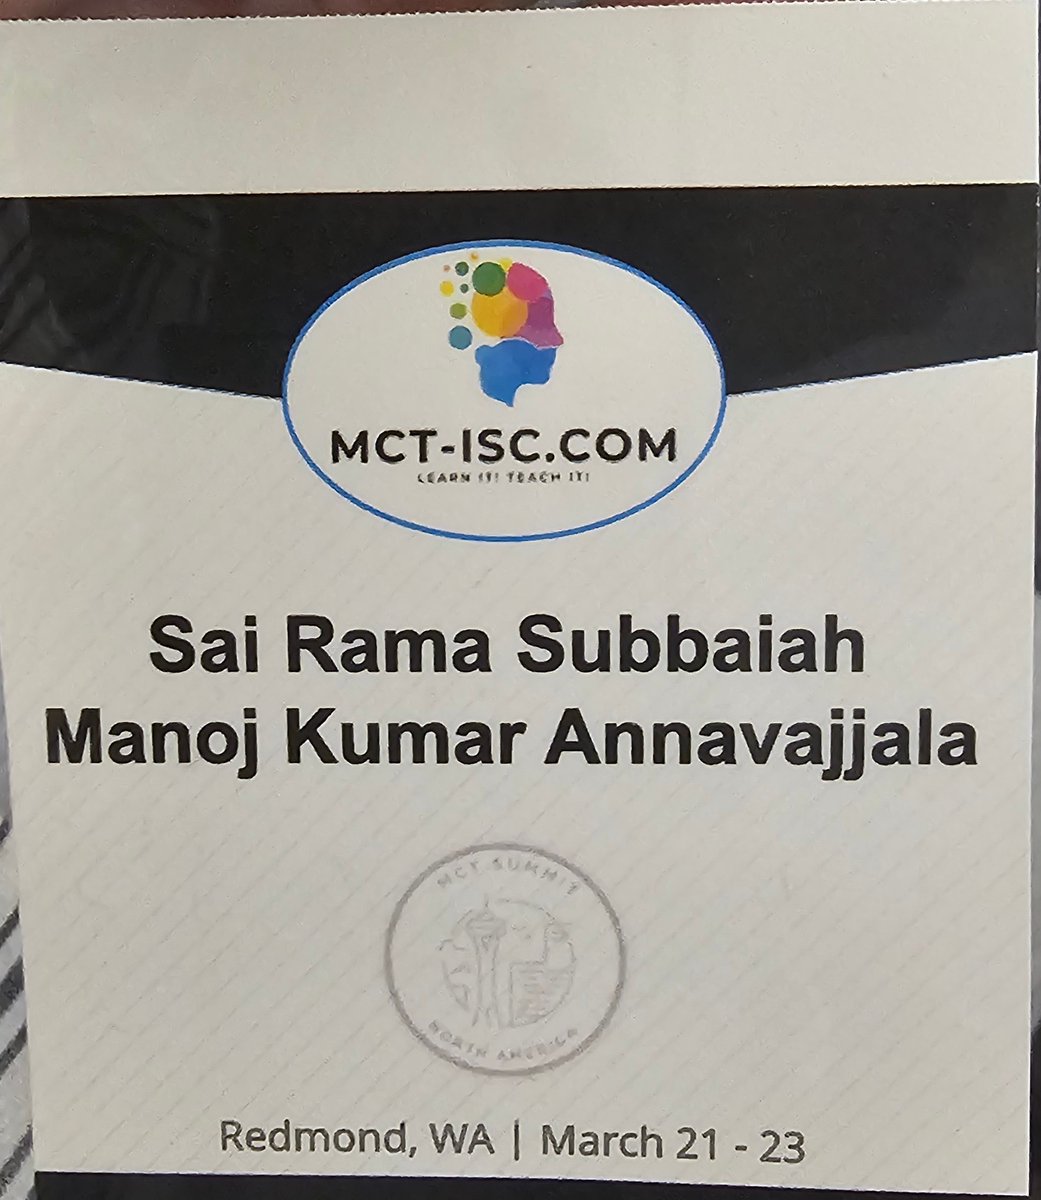 MCT-ISC.COM
LEARN IT! TEACH IT!
Sai Rama Subbaiah
Manoj Kumar Annavajjala
MCT SUMMIT
NORTH AMERICA
Redmond, WA | March 21 - 23